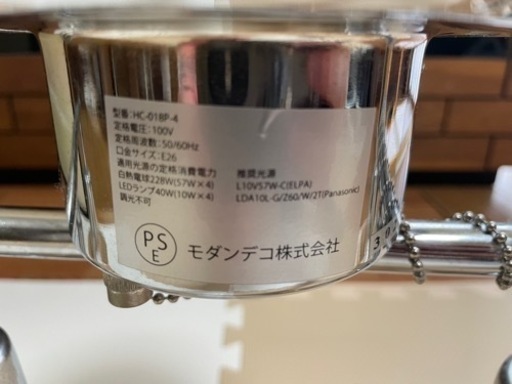 型番:HC-018P-4
定格電圧:100V
定格周波数:50/60Hz
口金サイズ:E26
適用光源の定格消費電力
白熱電球228W(57W×4)
LEDランプ40W(10W×4)
調光不可
推奨光源
L10V57W-C(ELPA)
LDA10L-G/Z60/W/2T(Panasonic)
PS
E
モダンデコ株式会社